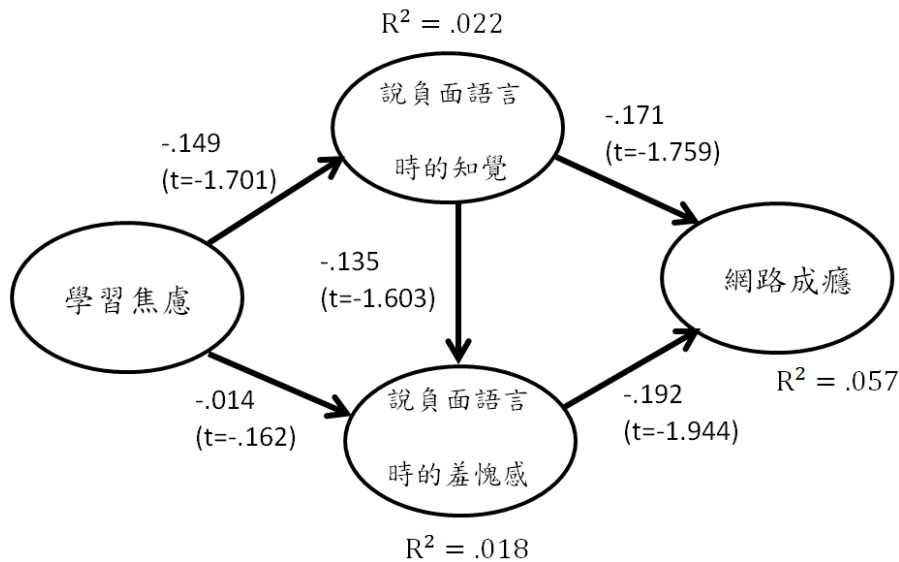 R² = .022
說負面語言
時的知覺
-.149
(t=-1.701)
-.171
(t=-1.759)
學習焦慮
-.135
(t=-1.603)
網路成癮
R² = .057
-.014
(t=-.162)
說負面語言
時的羞愧感
-.192
(t=-1.944)
R² = .018